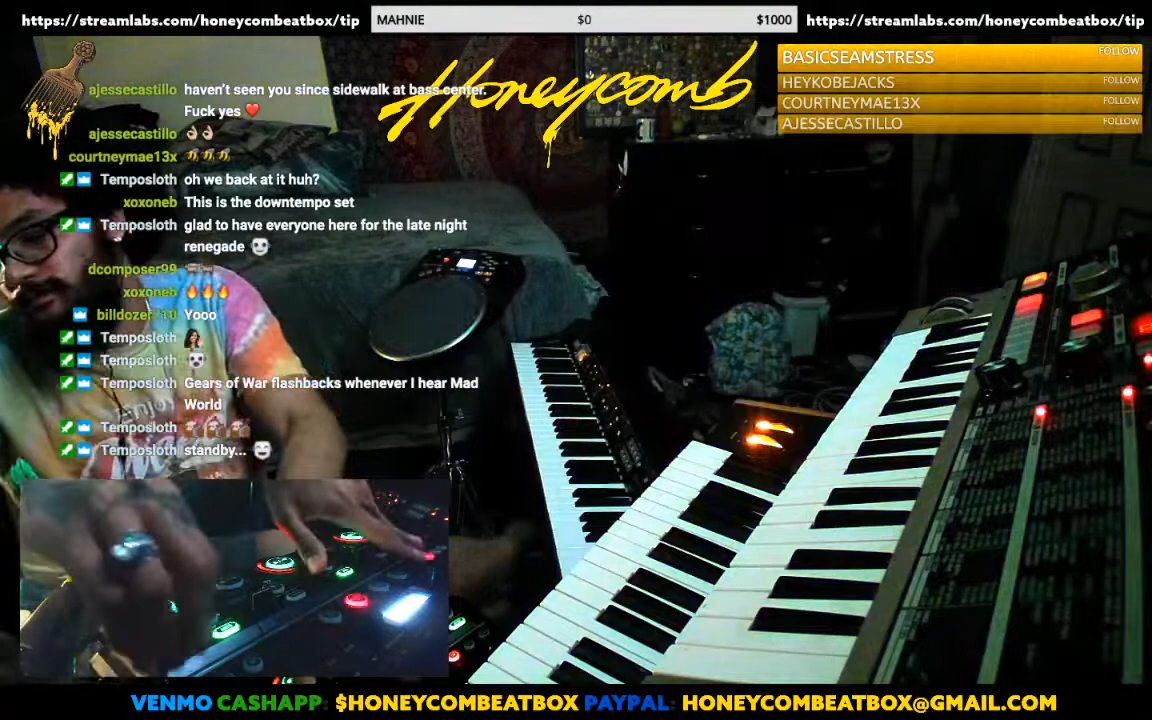 https://streamlabs.com/honeycombeatbox/tip
MAHNIE $0 $1000
https://streamlabs.com/honeycombeatbox/tip
Honeycomb
BASICSEAMSTRESS FOLLOW
HEYKOBEJACKS FOLLOW
COURTNEYMAE13X FOLLOW
AJESSECASTILLO FOLLOW
ajessecastillo haven't seen you since sidewalk at bass center.
Fuck yes ❤️
ajessecastillo 👌🏻👌🏻
courtneymae13x 🐝🐝🐝
Temposloth oh we back at it huh?
xoxoneb This is the downtempo set
Temposloth glad to have everyone here for the late night
renegade
dcomposer99
xoxoneb 🔥🔥🔥
Yooo
Temposloth
Temposloth
Temposloth Gears of War flashbacks whenever I hear Mad
World
Temposloth
Temposloth standby...
Enjoy
VENMO CASHAPP: $HONEYCOMBEATBOX PAYPAL: HONEYCOMBEATBOX@GMAIL.COM